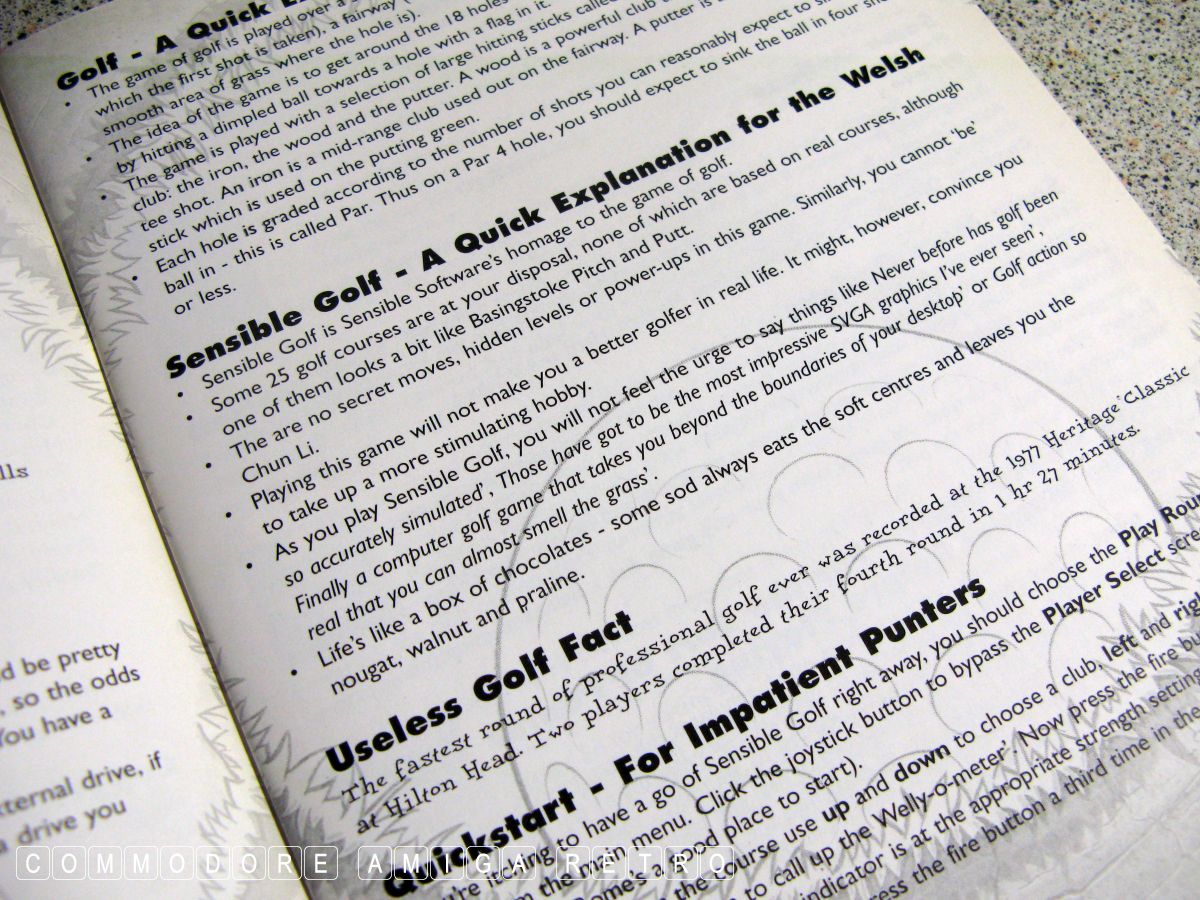 Golf - A Quick
• The game of golf is played over a
which the first shot is taken), a fairway
smooth area of grass where the hole is).
• The idea of the game is to get around the 18 holes
by hitting a dimpled ball towards a hole with a flag in it.
• The game is played with a selection of large hitting sticks called
club: the iron, the wood and the putter. A wood is a powerful club
tee shot. An iron is a mid-range club used out on the fairway. A putter is
stick which is used on the putting green.
• Each hole is graded according to the number of shots you can reasonably expect to
ball in - this is called Par. Thus on a Par 4 hole, you should expect to sink the ball in four
or less.
Sensible Golf - A Quick Explanation for the Welsh
• Sensible Golf is Sensible Software's homage to the game of golf.
• Some 25 golf courses are at your disposal, none of which are based on real courses, although
one of them looks a bit like Basingstoke Pitch and Putt.
• The are no secret moves, hidden levels or power-ups in this game. Similarly, you cannot 'be'
Chun Li.
• Playing this game will not make you a better golfer in real life. It might, however, convince you
to take up a more stimulating hobby.
• As you play Sensible Golf, you will not feel the urge to say things like Never before has golf been
so accurately simulated', Those have got to be the most impressive SVGA graphics I've ever seen',
Finally a computer golf game that takes you beyond the boundaries of your desktop' or Golf action so
real that you can almost smell the grass'.
• Life's like a box of chocolates - some sod always eats the soft centres and leaves you the
nougat, walnut and praline.
Useless Golf Fact
The fastest round of professional golf ever was recorded at the 1977 Heritage Classic
at Hilton Head. Two players completed their fourth round in 1 hr 27 minutes.
Quickstart - For Impatient Punters
itching to have a go of Sensible Golf right away, you should choose the Play
the main menu. Click the joystick button to bypass the Player Select
a good place to start).
the course use up and down to choose a club, left and
to call up the Welly-o-meter'. Now press the fire
indicator is at the appropriate strength setting
the fire button a third time in the
lls
d be pretty
, so the odds
You have a
xternal drive, if
a drive you
COMMODORE AMIGA RETRO